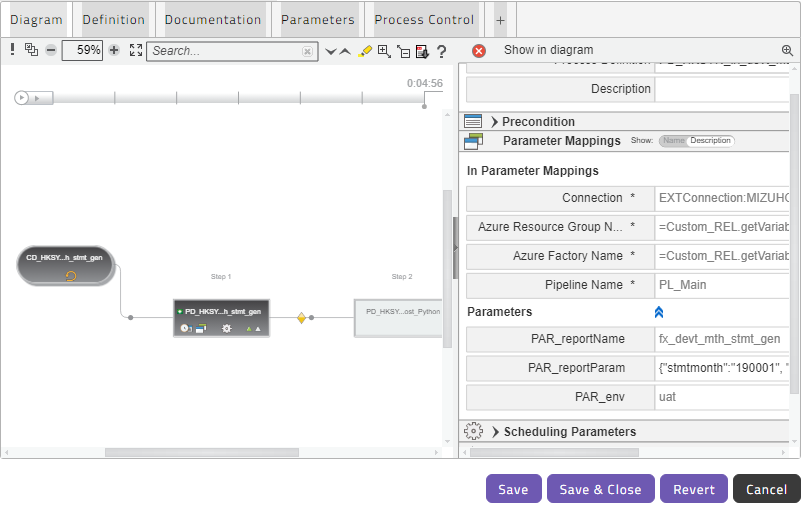 Diagram Definition Documentation Parameters Process Control +
! 59% Search... ? Show in diagram
0:04:56
Description
Precondition
Parameter Mappings Show: Name Description
In Parameter Mappings
Connection * EXTConnection:MIZUHO
Azure Resource Group N... * =Custom_REL.getVariab
Azure Factory Name * =Custom_REL.getVariab
Pipeline Name * PL_Main
Parameters
PAR_reportName fx_devt_mth_stmt_gen
PAR_reportParam {"stmtmonth":"190001", "
PAR_env uat
Scheduling Parameters
CD_HKSY...h_stmt_gen
Step 1
PD_HKSY...h_stmt_gen
Step 2
PD_HKSY...ost_Python
Save Save & Close Revert Cancel